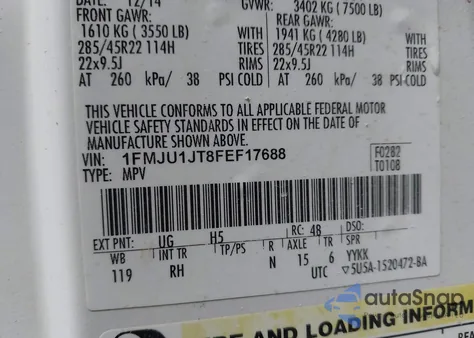 DATE: 12/14 GVWR: 3402 KG ( 7500 LB)
FRONT GAWR: REAR GAWR:
1610 KG ( 3550 LB) WITH 1941 KG ( 4280 LB) WITH
285/45R22 114H TIRES 285/45R22 114H TIRES
22x9.5J RIMS 22x9.5J RIMS
AT 260 kPa/ 38 PSI COLD AT 260 kPa/ 38 PSI COLD
THIS VEHICLE CONFORMS TO ALL APPLICABLE FEDERAL MOTOR
VEHICLE SAFETY STANDARDS IN EFFECT ON THE DATE OF
MANUFACTURE SHOWN ABOVE.
VIN: 1FMJU1JT8FEF17688 F0282
TYPE: MPV T0108
EXT PNT: UG H5 RC: 48 DSO:
WB INT TR TP/PS R AXLE TR SPR
119 RH N 15 6 YYKK
UTC ▽5U5A-1520472-BA
autoSnap
TIRE AND LOADING INFORM
REA